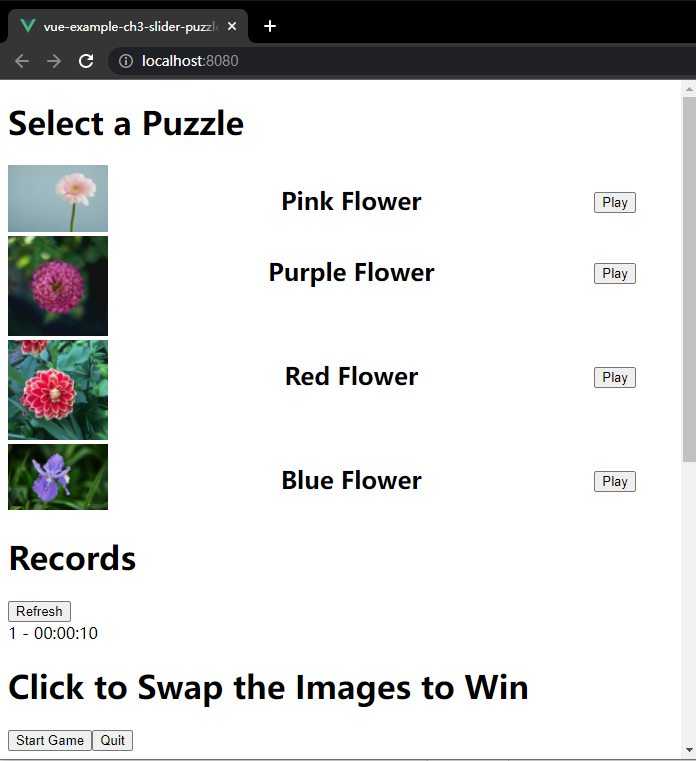 vue-example-ch3-slider-puzzle
localhost:8080
Select a Puzzle
Pink Flower Play
Purple Flower Play
Red Flower Play
Blue Flower Play
Records
Refresh
1 - 00:00:10
Click to Swap the Images to Win
Start Game Quit